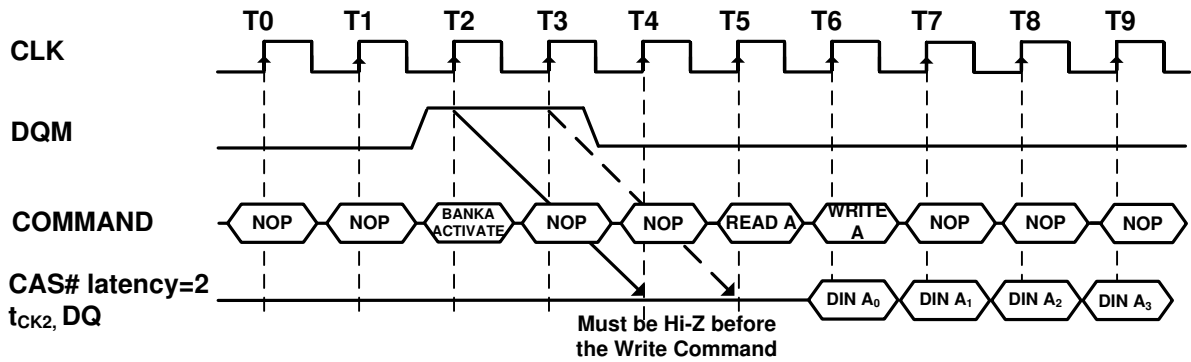 T0 T1 T2 T3 T4 T5 T6 T7 T8 T9
CLK
DQM
COMMAND NOP NOP BANKA ACTIVATE NOP NOP READ A WRITE A NOP NOP NOP
CAS# latency=2
tCK2, DQ DIN A0 DIN A1 DIN A2 DIN A3
Must be Hi-Z before
the Write Command